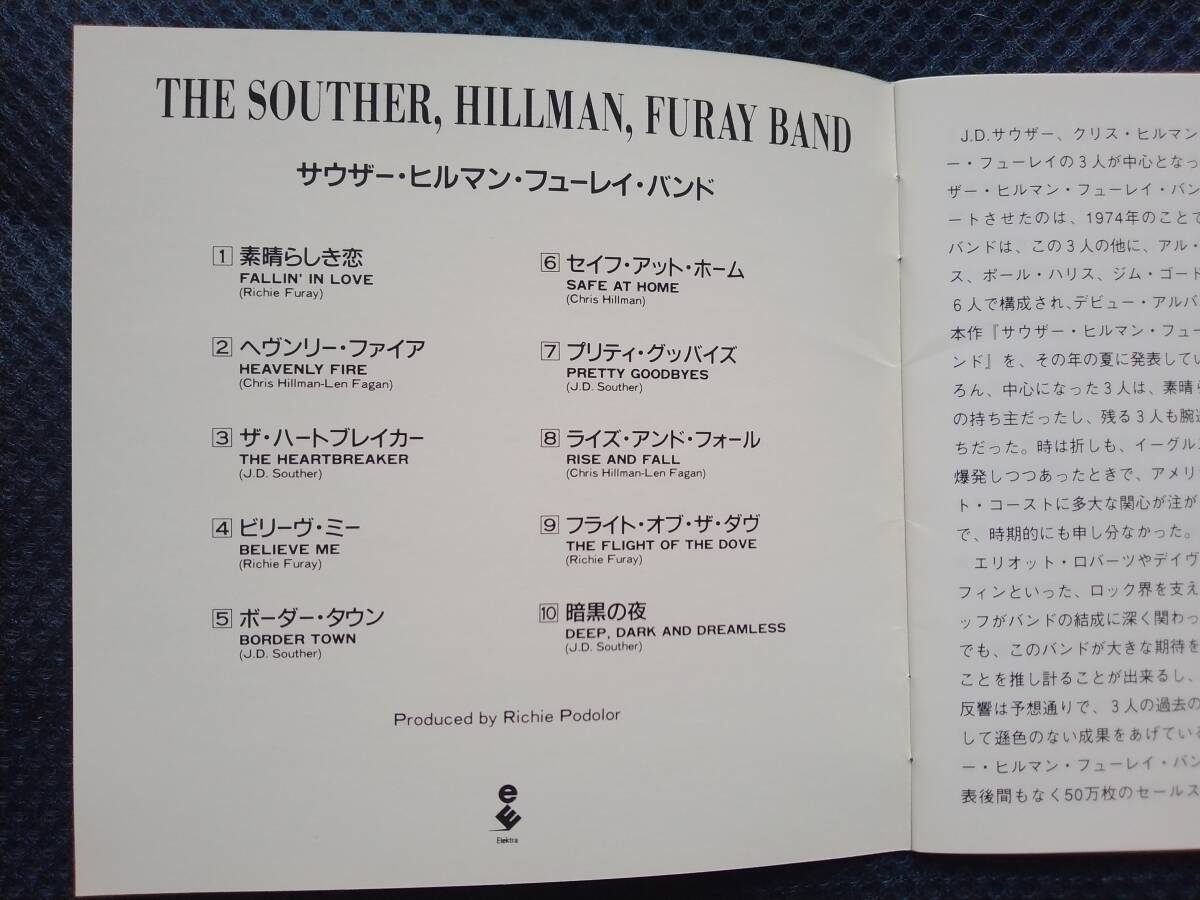 THE SOUTHER, HILLMAN, FURAY BAND
サウザー・ヒルマン・フューレイ・バンド
1 素晴らしき恋
FALLIN' IN LOVE
(Richie Furay)
2 ヘヴンリー・ファイア
HEAVENLY FIRE
(Chris Hillman-Len Fagan)
3 ザ・ハートブレイカー
THE HEARTBREAKER
(J.D. Souther)
4 ビリーヴ・ミー
BELIEVE ME
(Richie Furay)
5 ボーダー・タウン
BORDER TOWN
(J.D. Souther)
6 セイフ・アット・ホーム
SAFE AT HOME
(Chris Hillman)
7 プリティ・グッバイズ
PRETTY GOODBYES
(J.D. Souther)
8 ライズ・アンド・フォール
RISE AND FALL
(Chris Hillman-Len Fagan)
9 フライト・オブ・ザ・ダヴ
THE FLIGHT OF THE DOVE
(Richie Furay)
10 暗黒の夜
DEEP, DARK AND DREAMLESS
(J.D. Souther)
Produced by Richie Podolor
e
Elektra
J.D.サウザー、クリス・ヒルマン
ー・フューレイの3人が中心となっ
ザー・ヒルマン・フューレイ・バン
ートさせたのは、1974年のことで
バンドは、この3人の他に、アル・
ス、ポール・ハリス、ジム・ゴード
6人で構成され、デビュー・アルバ
本作『サウザー・ヒルマン・フュー
ンド』を、その年の夏に発表してい
ろん、中心になった3人は、素晴ら
の持ち主だったし、残る3人も腕達
ちだった。時は折しも、イーグルス
爆発しつつあったときで、アメリ
ト・コーストに多大な関心が注が
で、時期的にも申し分なかった。
エリオット・ロバーツやデイヴ
フィンといった、ロック界を支え
ッフがバンドの結成に深く関わっ
でも、このバンドが大きな期待を
ことを推し計ることが出来るし、
反響は予想通りで、3人の過去の
して遜色のない成果をあげている
ー・ヒルマン・フューレイ・バン
表後間もなく50万枚のセールス